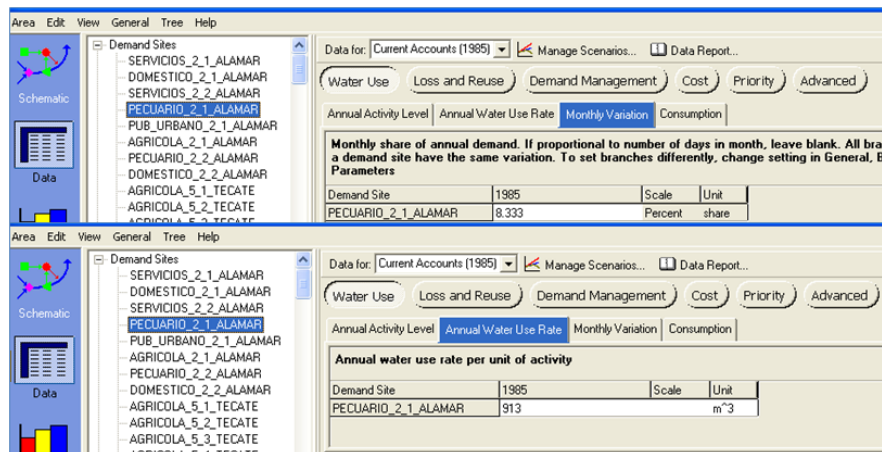 Area Edit View General Tree Help
Schematic
Data
Demand Sites
SERVICIOS_2_1_ALAMAR
DOMESTICO_2_1_ALAMAR
SERVICIOS_2_2_ALAMAR
PECUARIO_2_1_ALAMAR
PUB_URBANO_2_1_ALAMAR
AGRICOLA_2_1_ALAMAR
PECUARIO_2_2_ALAMAR
DOMESTICO_2_2_ALAMAR
AGRICOLA_5_1_TECATE
AGRICOLA_5_2_TECATE
AGRICOLA_5_3_TECATE
Data for: Current Accounts (1985) Manage Scenarios... Data Report...
Water Use Loss and Reuse Demand Management Cost Priority Advanced
Annual Activity Level Annual Water Use Rate Monthly Variation Consumption
Monthly share of annual demand. If proportional to number of days in month, leave blank. All bra
a demand site have the same variation. To set branches differently, change setting in General, B
Parameters
Demand Site 1985 Scale Unit
PECUARIO_2_1_ALAMAR 8.333 Percent share
Area Edit View General Tree Help
Schematic
Data
Demand Sites
SERVICIOS_2_1_ALAMAR
DOMESTICO_2_1_ALAMAR
SERVICIOS_2_2_ALAMAR
PECUARIO_2_1_ALAMAR
PUB_URBANO_2_1_ALAMAR
AGRICOLA_2_1_ALAMAR
PECUARIO_2_2_ALAMAR
DOMESTICO_2_2_ALAMAR
AGRICOLA_5_1_TECATE
AGRICOLA_5_2_TECATE
AGRICOLA_5_3_TECATE
Data for: Current Accounts (1985) Manage Scenarios... Data Report...
Water Use Loss and Reuse Demand Management Cost Priority Advanced
Annual Activity Level Annual Water Use Rate Monthly Variation Consumption
Annual water use rate per unit of activity
Demand Site 1985 Scale Unit
PECUARIO_2_1_ALAMAR 913 m^3